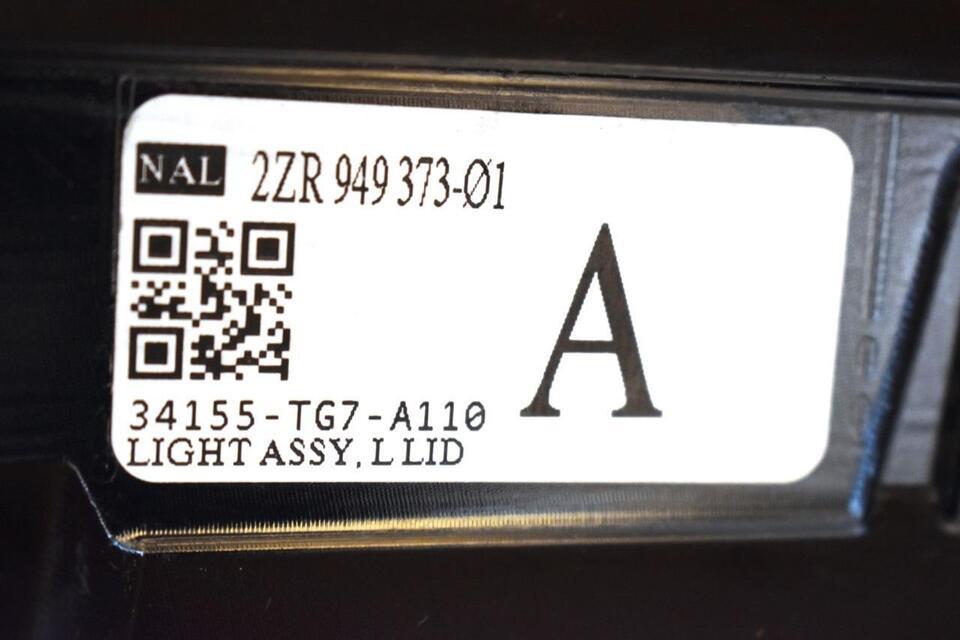 NAL 2ZR 949 373-Ø1
A
34155-TG7-A110
LIGHT ASSY, L LID